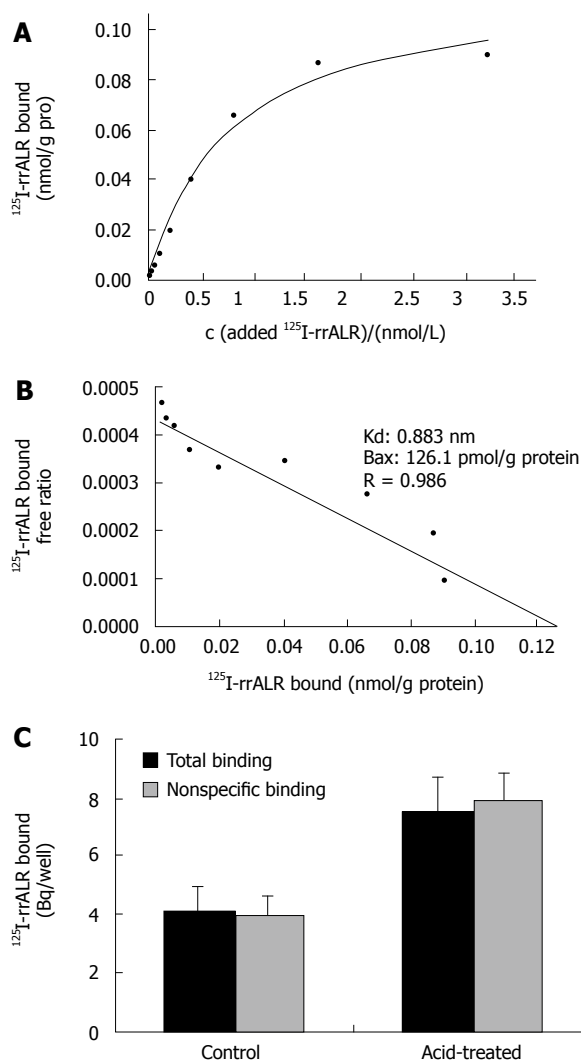 A
¹²⁵I-rrALR bound
(nmol/g pro)
0.10
0.08
0.06
0.04
0.02
0.00
0 0.5 1 1.5 2 2.5 3 3.5
c (added ¹²⁵I-rrALR)/(nmol/L)
B
¹²⁵I-rrALR bound
free ratio
0.0005
0.0004
0.0003
0.0002
0.0001
0.0000
Kd: 0.883 nm
Bax: 126.1 pmol/g protein
R = 0.986
0.00 0.02 0.04 0.06 0.08 0.10 0.12
¹²⁵I-rrALR bound (nmol/g protein)
C
¹²⁵I-rrALR bound
(Bq/well)
10
8
6
4
2
0
Total binding
Nonspecific binding
Control Acid-treated